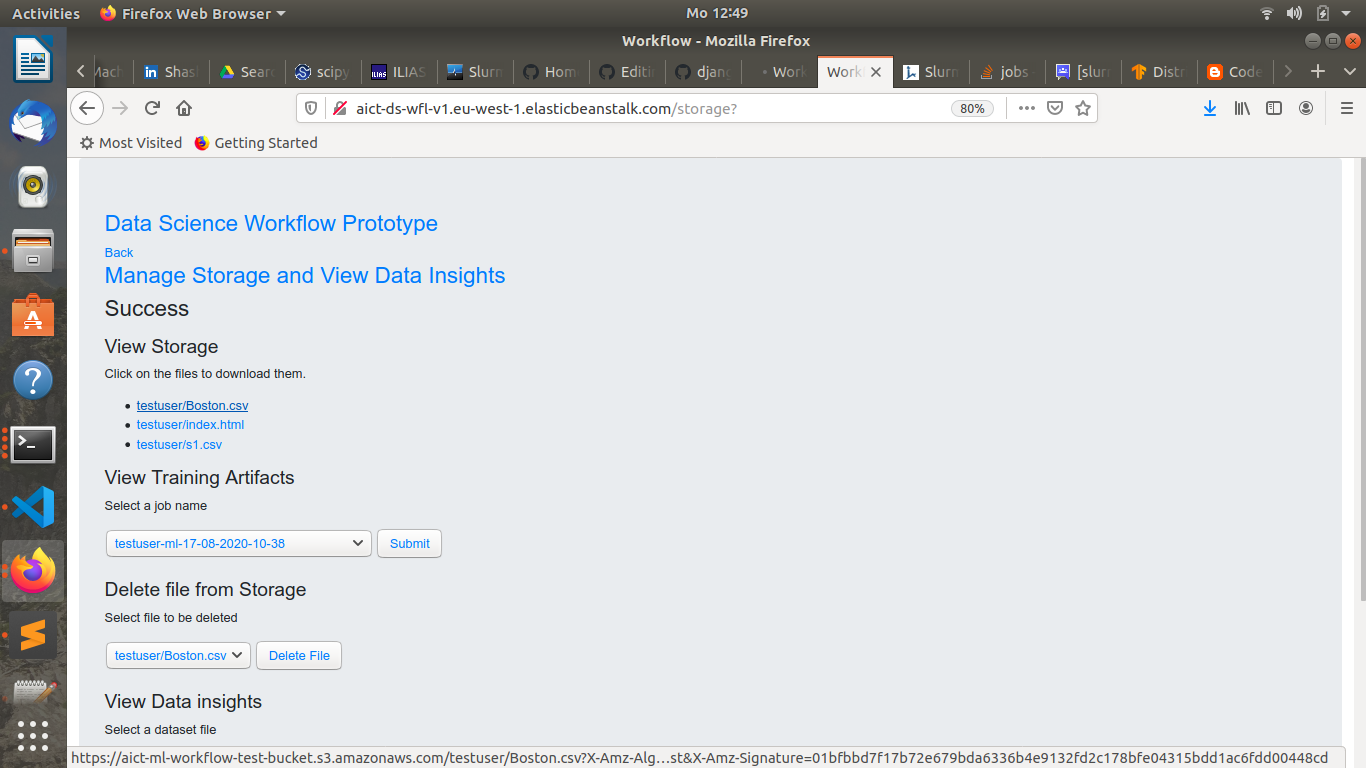 Activities Firefox Web Browser Mo 12:49
Workflow - Mozilla Firefox
Mach Shas Sear scipy ILIAS Slurm Hom Editi djang Work Workf Slurm jobs [slurr Distr Code
aict-ds-wfl-v1.eu-west-1.elasticbeanstalk.com/storage? 80%
Most Visited Getting Started
Data Science Workflow Prototype
Back
Manage Storage and View Data Insights
Success
View Storage
Click on the files to download them.
testuser/Boston.csv
testuser/index.html
testuser/s1.csv
View Training Artifacts
Select a job name
testuser-ml-17-08-2020-10-38 Submit
Delete file from Storage
Select file to be deleted
testuser/Boston.csv Delete File
View Data insights
Select a dataset file
https://aict-ml-workflow-test-bucket.s3.amazonaws.com/testuser/Boston.csv?X-Amz-Alg…st&X-Amz-Signature=01bfbbd7f17b72e679bda6336b4e9132fd2c178bfe04315bdd1ac6fdd00448cd